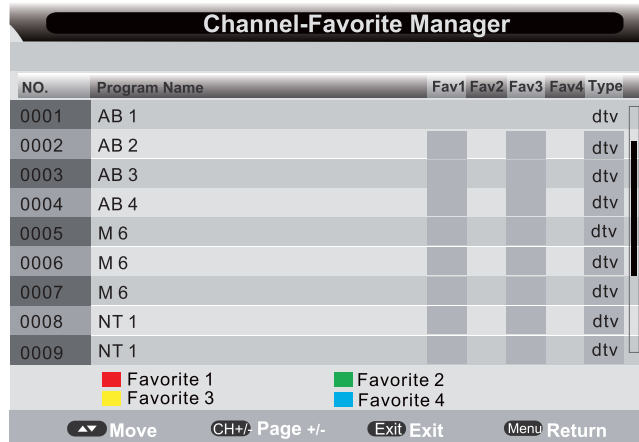 Channel-Favorite Manager
NO. Program Name Fav1 Fav2 Fav3 Fav4 Type
0001 AB 1 dtv
0002 AB 2 dtv
0003 AB 3 dtv
0004 AB 4 dtv
0005 M 6 dtv
0006 M 6 dtv
0007 M 6 dtv
0008 NT 1 dtv
0009 NT 1 dtv
Favorite 1 Favorite 2
Favorite 3 Favorite 4
Move CH+/- Page +/- Exit Exit Menu Return